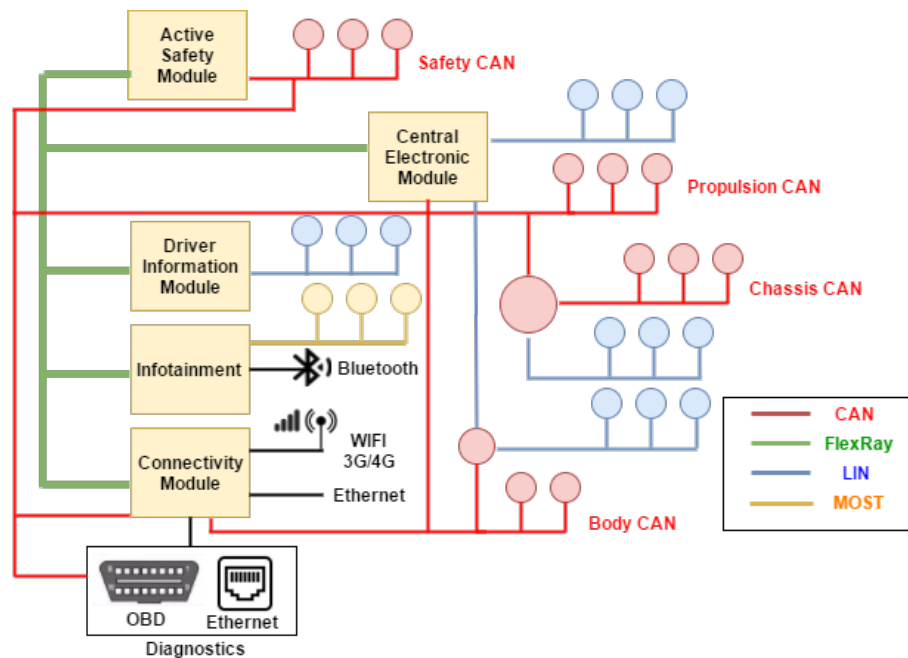 Active
Safety
Module
Safety CAN
Central
Electronic
Module
Propulsion CAN
Driver
Information
Module
Chassis CAN
Infotainment
Bluetooth
WIFI
3G/4G
Connectivity
Module
Ethernet
Body CAN
CAN
FlexRay
LIN
MOST
OBD
Ethernet
Diagnostics